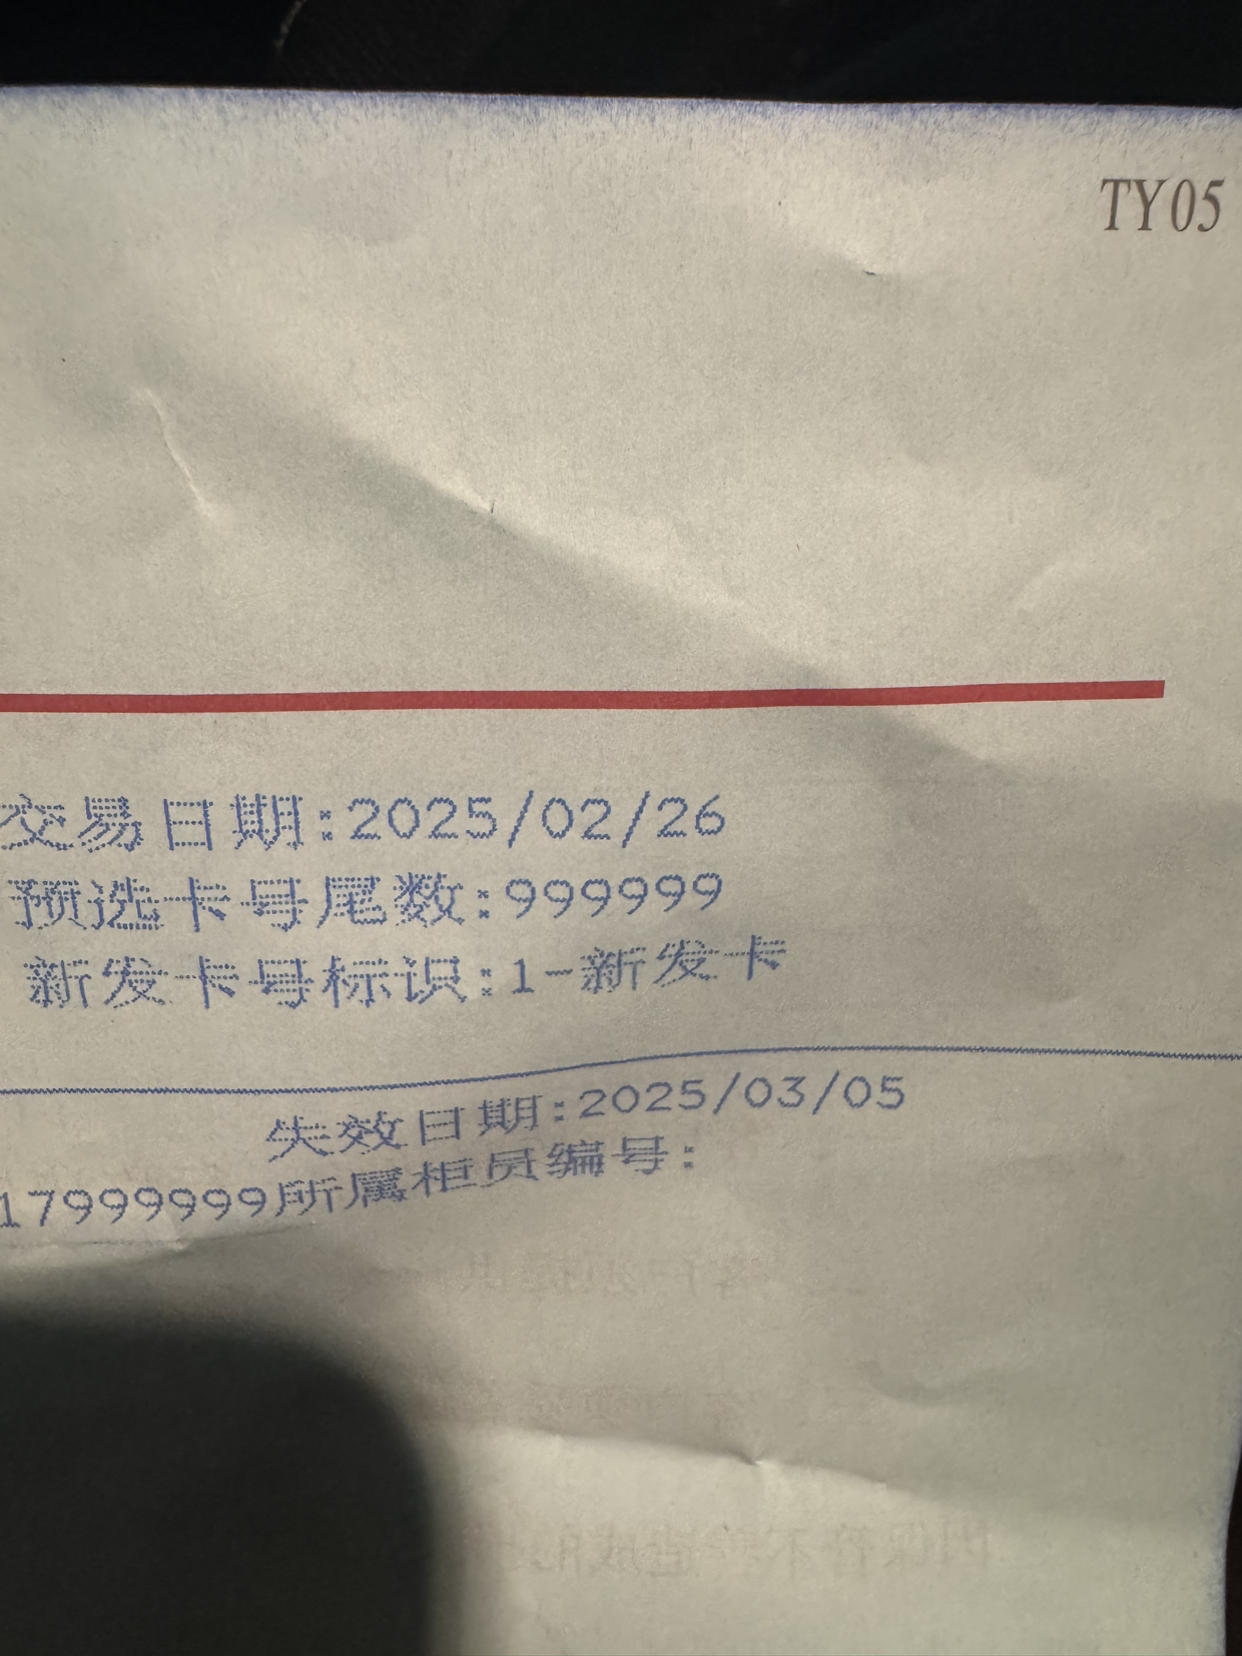 TY05
交易日期:2025/02/26
预选卡号尾数:999999
新发卡号标识:1-新发卡
失效日期:2025/03/05
17999999所属柜员编号: